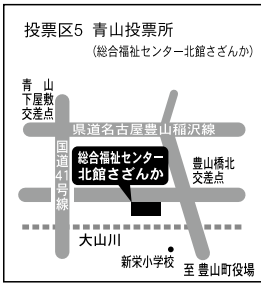 投票区5 青山投票所
(総合福祉センター北館さざんか)
青山
下屋敷
交差点
県道名古屋豊山稲沢線
国道41号線
総合福祉センター
北館さざんか
豊山橋北
交差点
大山川
新栄小学校
至 豊山町役場